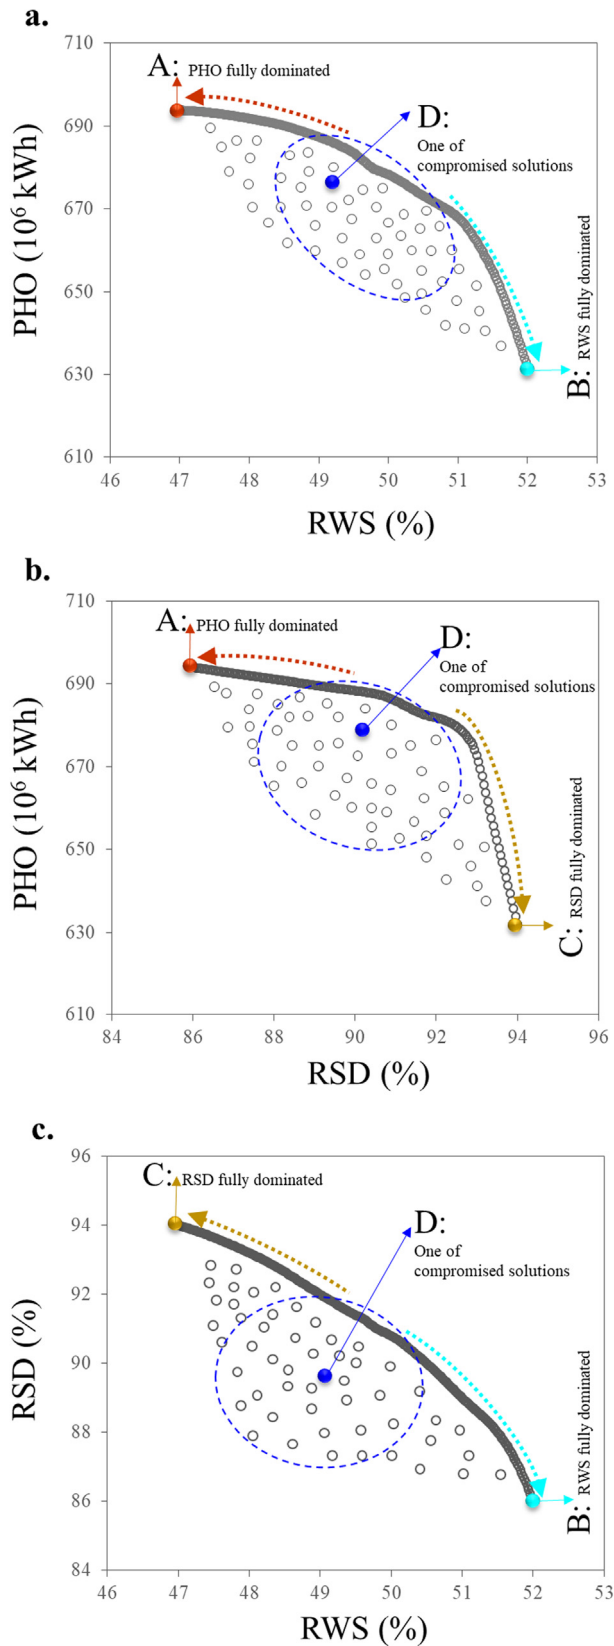 a.
710
A: PHO fully dominated
690
D:
One of
compromised solutions
670
PHO (10⁶ kWh)
650
B: RWS fully dominated
630
610
46 47 48 49 50 51 52 53
RWS (%)
b.
710
A: PHO fully dominated
D:
One of
compromised solutions
690
670
PHO (10⁶ kWh)
650
C: RSD fully dominated
630
610
84 86 88 90 92 94 96
RSD (%)
c.
96
C: RSD fully dominated
94
D:
One of
compromised solutions
92
RSD (%)
90
88
B: RWS fully dominated
86
84
46 47 48 49 50 51 52 53
RWS (%)